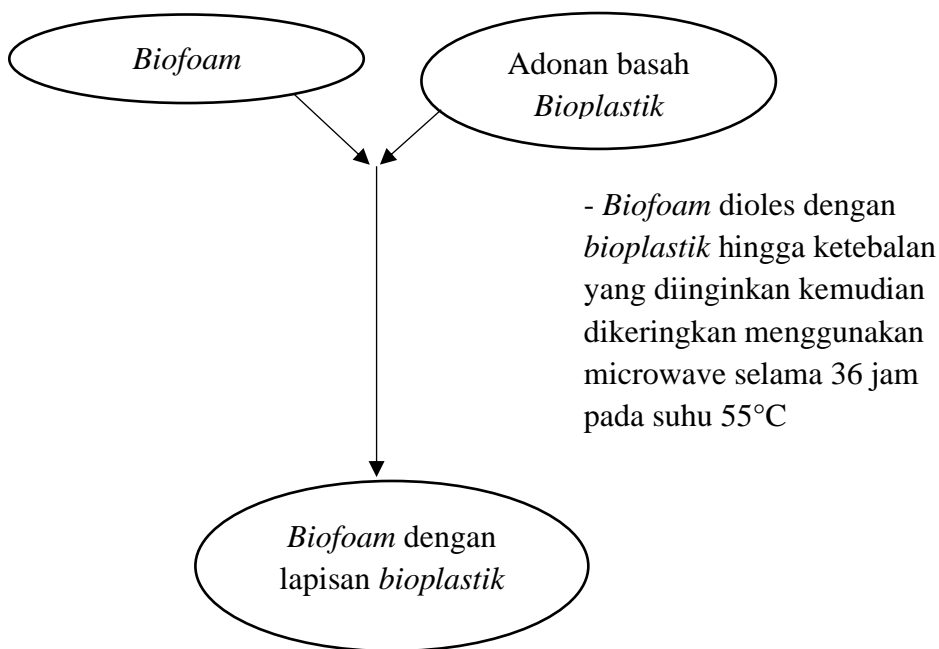 Biofoam
Adonan basah
Bioplastik
- Biofoam dioles dengan
bioplastik hingga ketebalan
yang diinginkan kemudian
dikeringkan menggunakan
microwave selama 36 jam
pada suhu 55°C
Biofoam dengan
lapisan bioplastik